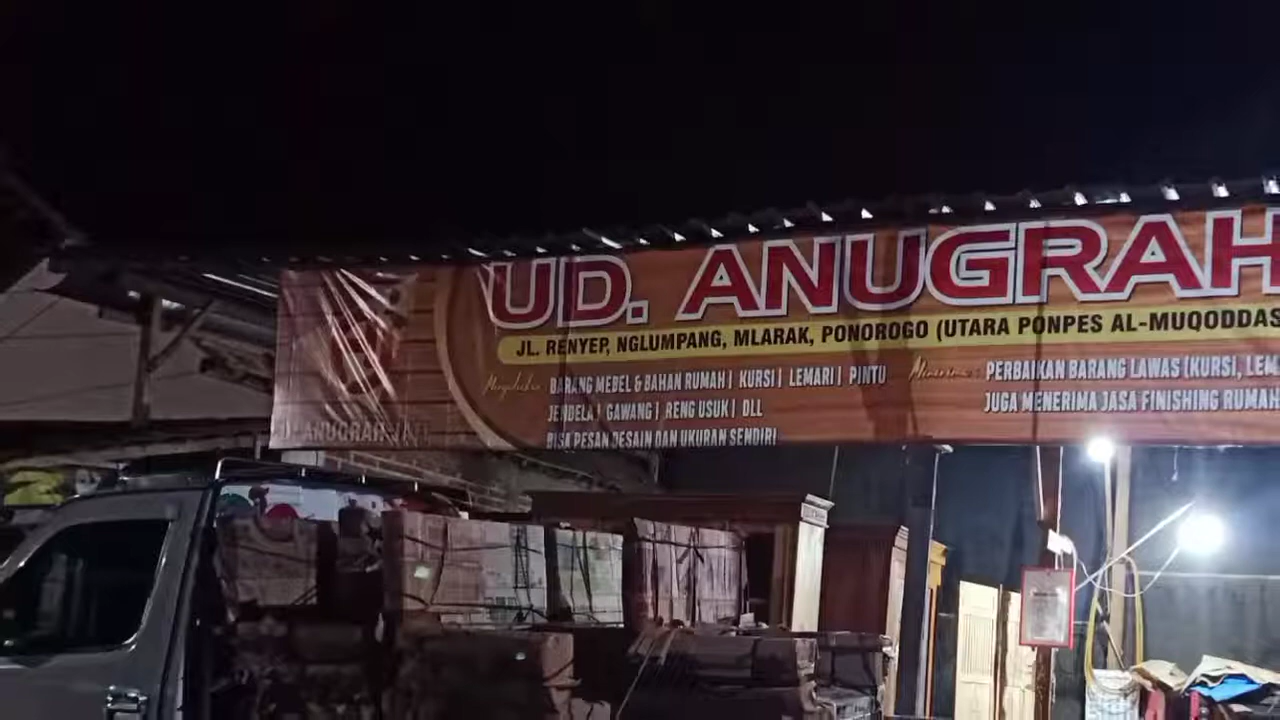 UD. ANUGRAH
JL. RENYEP, NGLUMPANG, MLARAK, PONOROGO (UTARA PONPES AL-MUQODDAS
Menyediakan BARANG MEBEL & BAHAN RUMAH | KURSI | LEMARI | PINTU
JENDELA | GAWANG | RENG USUK | DLL
BISA PESAN DESAIN DAN UKURAN SENDIRI
Menerima : PERBAIKAN BARANG LAWAS (KURSI, LEM
JUGA MENERIMA JASA FINISHING RUMAH
ANUGRAH JATI